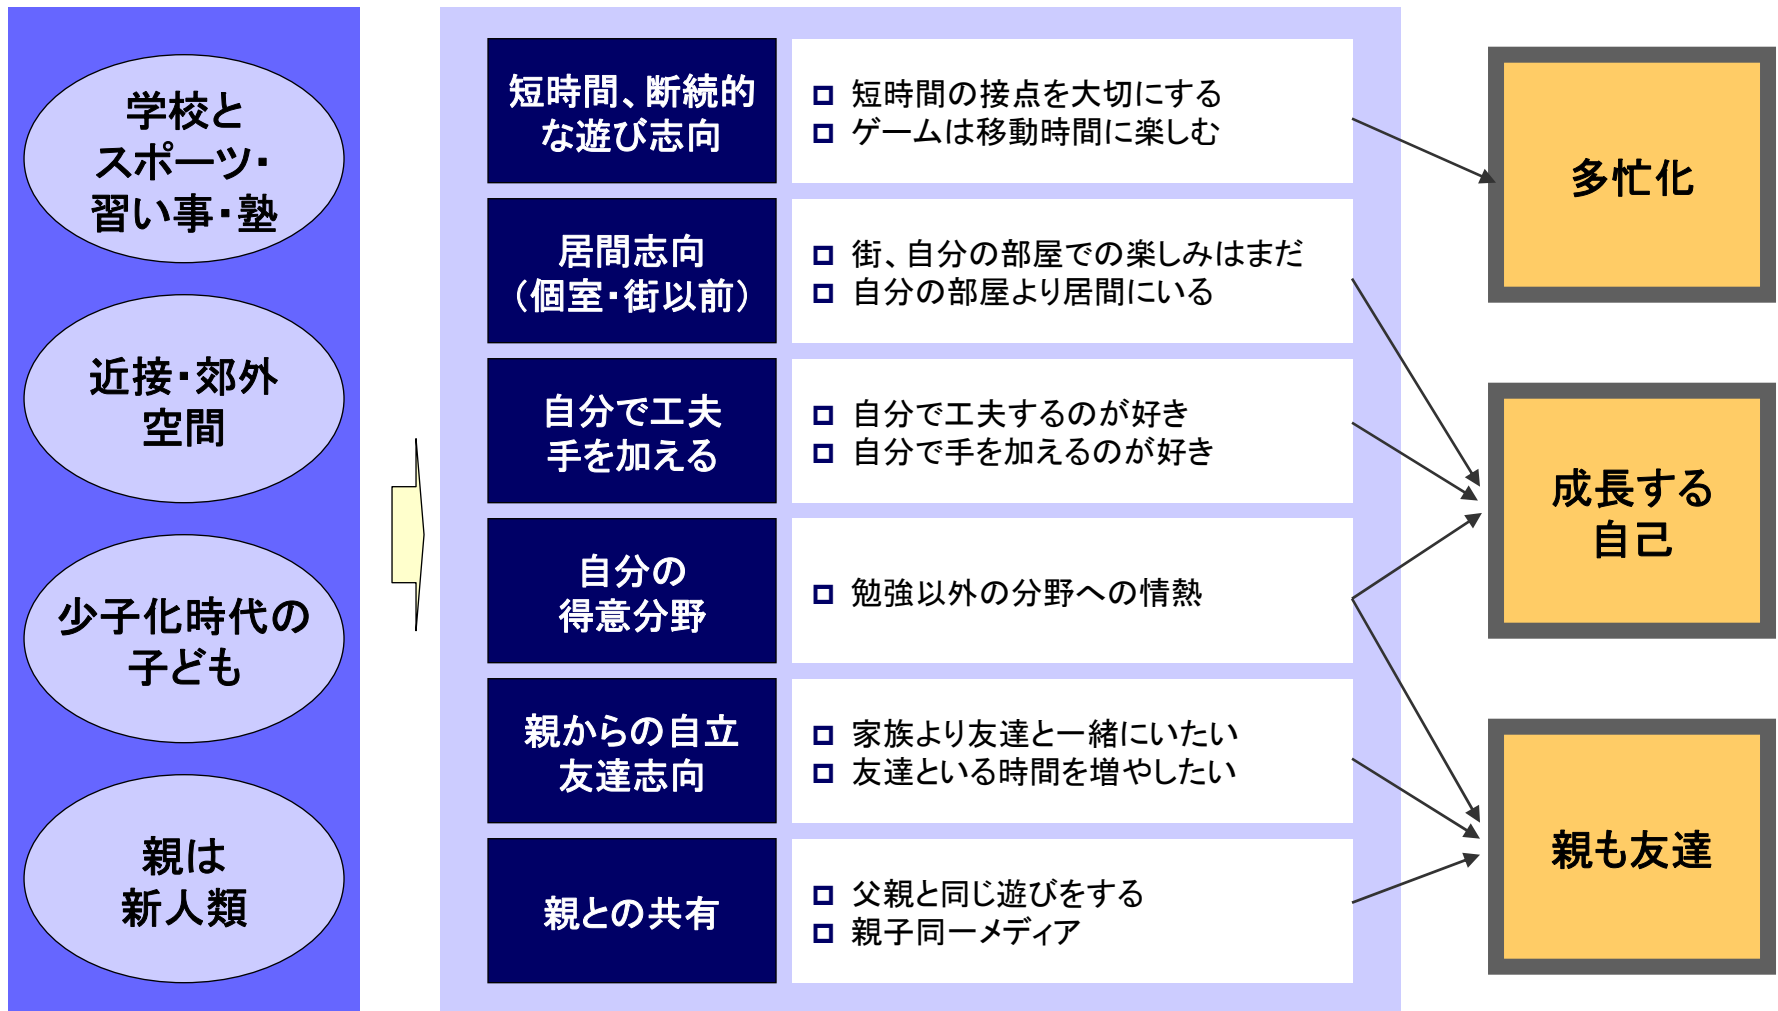 学校と
スポーツ・
習い事・塾
近接・郊外
空間
少子化時代の
子ども
親は
新人類
短時間、断続的
な遊び志向
短時間の接点を大切にする
ゲームは移動時間に楽しむ
居間志向
（個室・街以前）
街、自分の部屋での楽しみはまだ
自分の部屋より居間にいる
自分で工夫
手を加える
自分で工夫するのが好き
自分で手を加えるのが好き
自分の
得意分野
勉強以外の分野への情熱
親からの自立
友達志向
家族より友達と一緒にいたい
友達といる時間を増やしたい
親との共有
父親と同じ遊びをする
親子同一メディア
多忙化
成長する
自己
親も友達